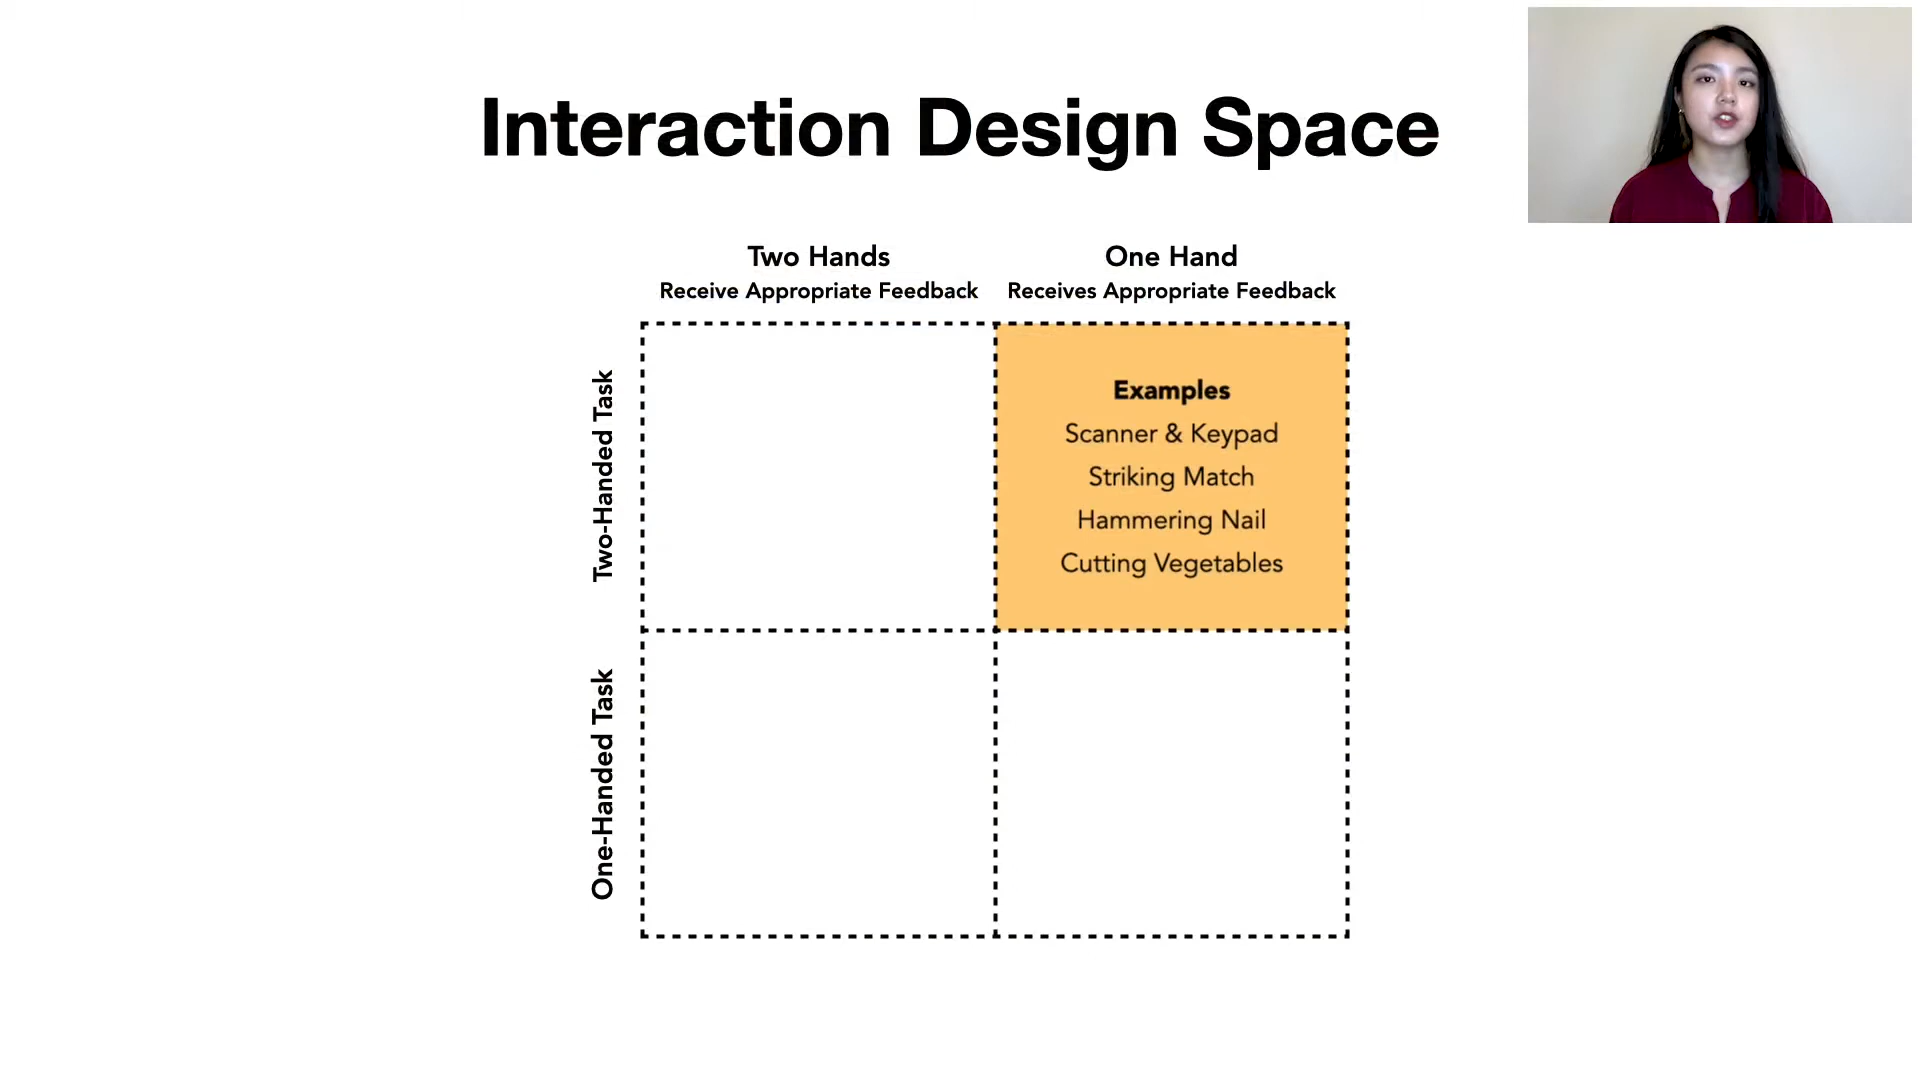 Interaction Design Space
Two Hands
Receive Appropriate Feedback
One Hand
Receives Appropriate Feedback
Two-Handed Task
Examples
Scanner & Keypad
Striking Match
Hammering Nail
Cutting Vegetables
One-Handed Task